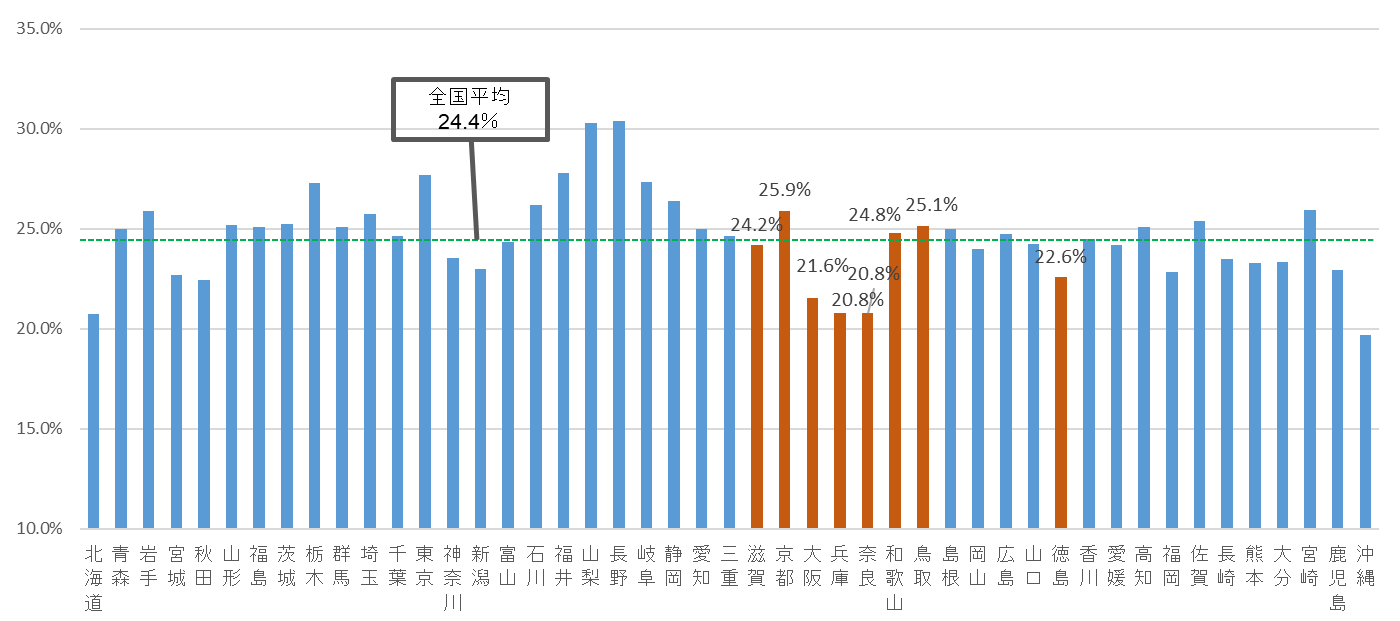 35.0%
30.0%
25.0%
20.0%
15.0%
10.0%
全国平均
24.4%
24.2%
25.9%
21.6%
20.8%
20.8%
24.8%
25.1%
22.6%
北海道
青森
岩手
宮城
秋田
山形
福島
茨城
栃木
群馬
埼玉
千葉
東京
神奈川
新潟
富山
石川
福井
山梨
長野
岐阜
静岡
愛知
三重
滋賀
京都
大阪
兵庫
奈良
和歌山
鳥取
島根
岡山
広島
山口
徳島
香川
愛媛
高知
福岡
佐賀
長崎
熊本
大分
宮崎
鹿児島
沖縄